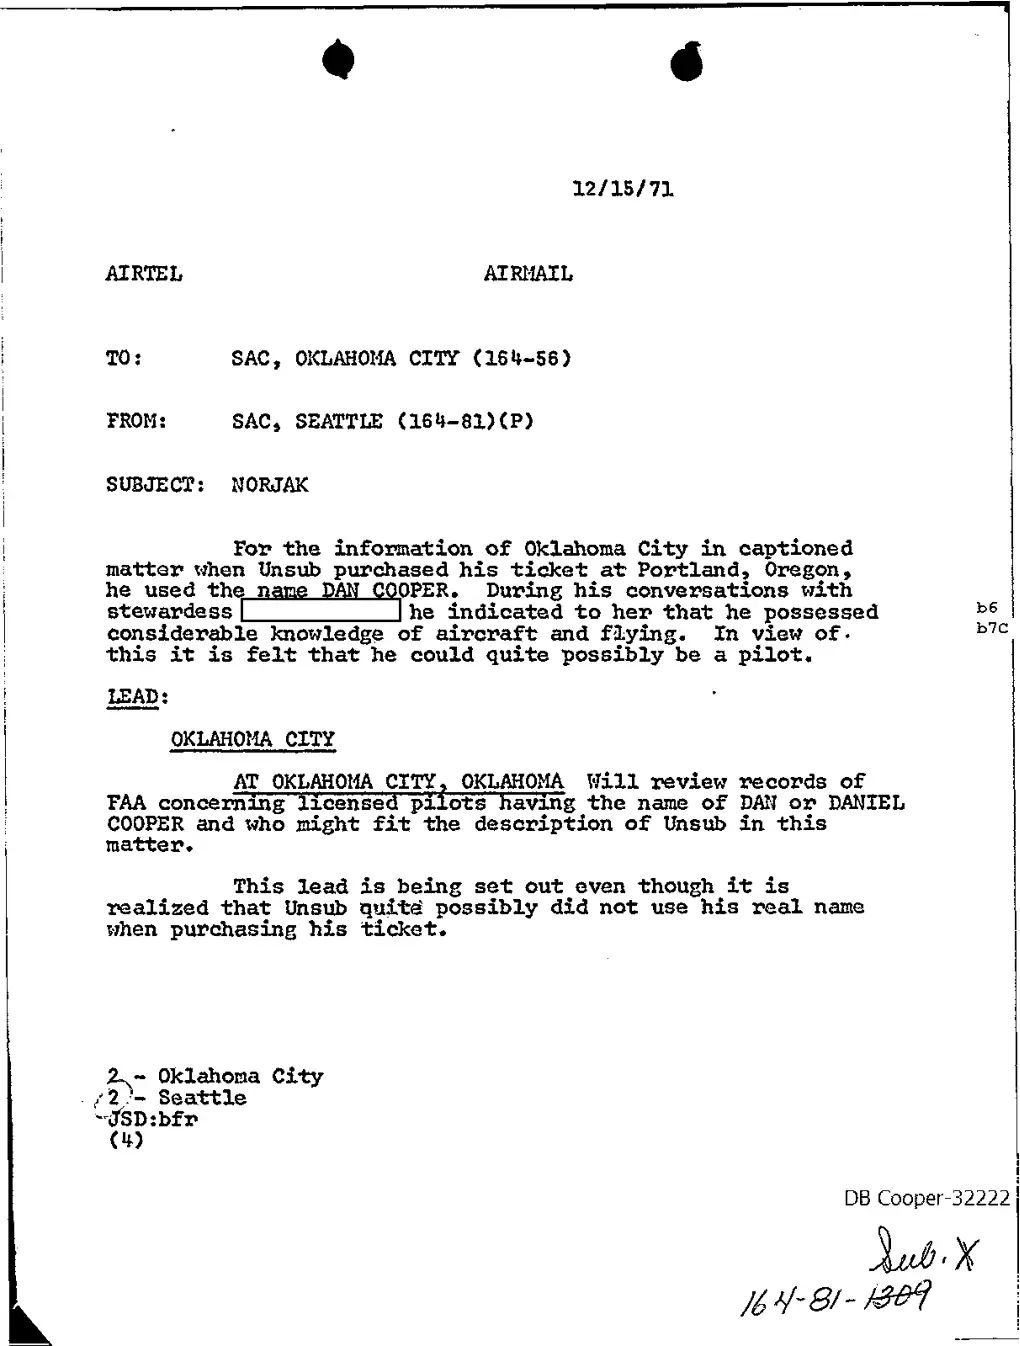 12/15/71
AIRTEL AIRMAIL
TO: SAC, OKLAHOMA CITY (164-56)
FROM: SAC, SEATTLE (164-81)(P)
SUBJECT: NORJAK
For the information of Oklahoma City in captioned
matter when Unsub purchased his ticket at Portland, Oregon,
he used the name DAN COOPER. During his conversations with
stewardess he indicated to her that he possessed b6
considerable knowledge of aircraft and flying. In view of b7C
this it is felt that he could quite possibly be a pilot.
LEAD:
OKLAHOMA CITY
AT OKLAHOMA CITY, OKLAHOMA Will review records of
FAA concerning licensed pilots having the name of DAN or DANIEL
COOPER and who might fit the description of Unsub in this
matter.
This lead is being set out even though it is
realized that Unsub quite possibly did not use his real name
when purchasing his ticket.
2 - Oklahoma City
2 - Seattle
JSD:bfr
(4)
DB Cooper-32222
Sub. X
164-81-1309